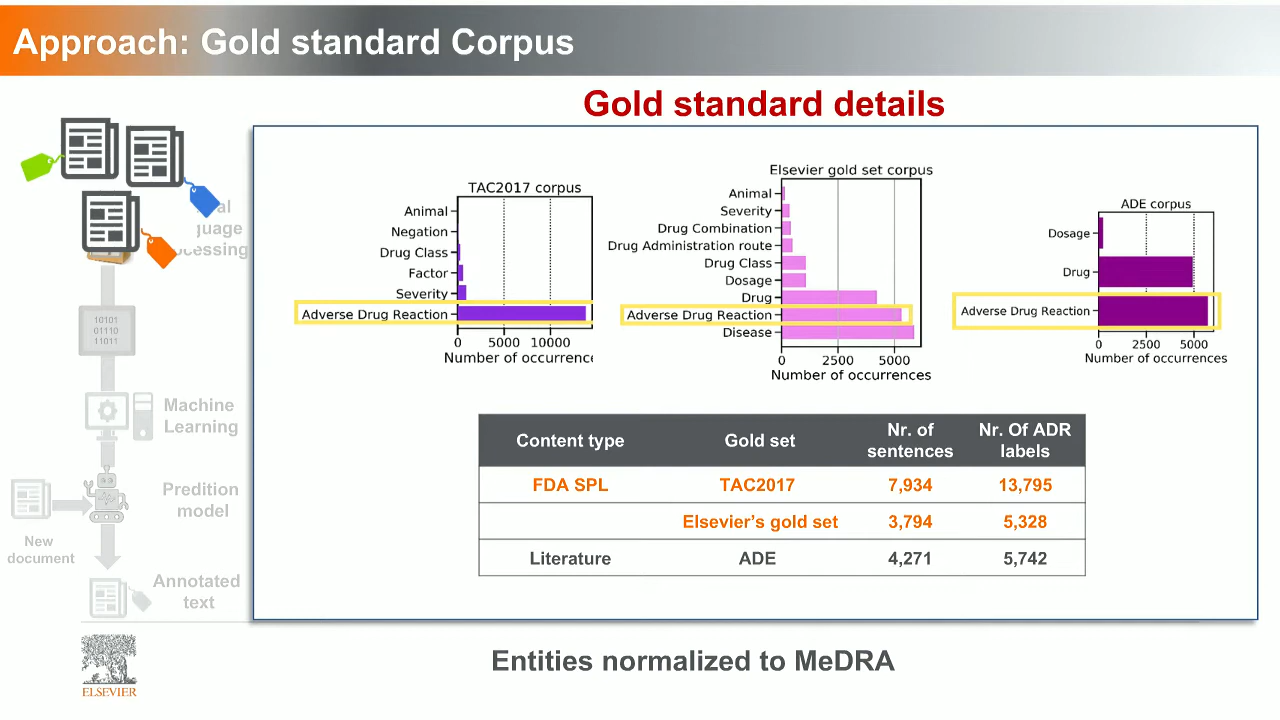 Approach: Gold standard Corpus
Gold standard details
Language
Processing
10101
01110
11011
Machine
Learning
Predition
model
New
document
Annotated
text
ELSEVIER
TAC2017 corpus
Animal
Negation
Drug Class
Factor
Severity
Adverse Drug Reaction
0 5000 10000
Number of occurrenc
Elsevier gold set corpus
Animal
Severity
Drug Combination
Drug Administration route
Drug Class
Dosage
Drug
Adverse Drug Reaction
Disease
0 2500 5000
Number of occurrences
ADE corpus
Dosage
Drug
Adverse Drug Reaction
0 2500 5000
Number of occurrences
Content type Gold set Nr. of sentences Nr. Of ADR labels
FDA SPL TAC2017 7,934 13,795
Elsevier's gold set 3,794 5,328
Literature ADE 4,271 5,742
Entities normalized to MeDRA